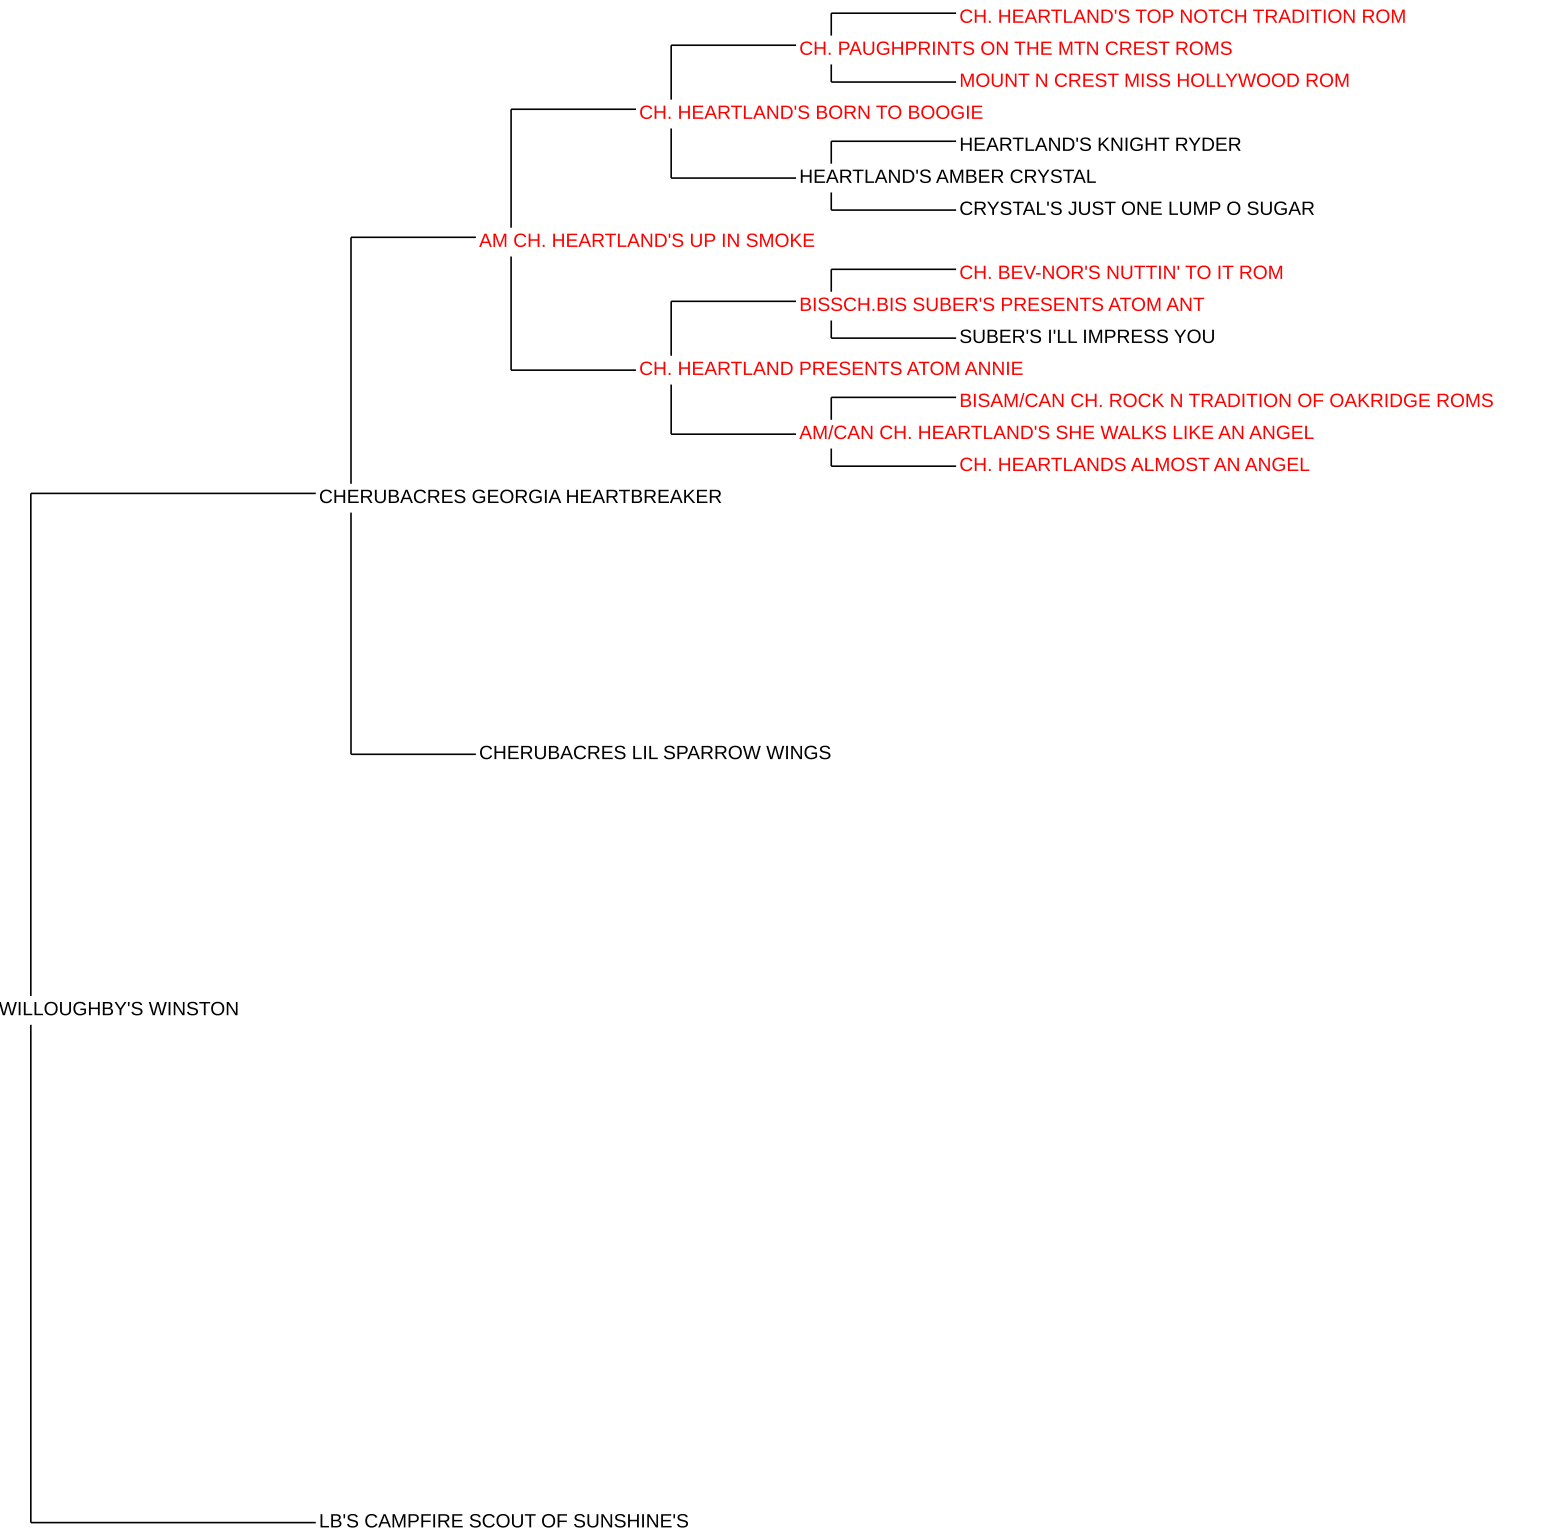 CH. HEARTLAND'S TOP NOTCH TRADITION ROM
CH. PAUGHPRINTS ON THE MTN CREST ROMS
MOUNT N CREST MISS HOLLYWOOD ROM
CH. HEARTLAND'S BORN TO BOOGIE
HEARTLAND'S KNIGHT RYDER
HEARTLAND'S AMBER CRYSTAL
CRYSTAL'S JUST ONE LUMP O SUGAR
AM CH. HEARTLAND'S UP IN SMOKE
CH. BEV-NOR'S NUTTIN' TO IT ROM
BISSCH.BIS SUBER'S PRESENTS ATOM ANT
SUBER'S I'LL IMPRESS YOU
CH. HEARTLAND PRESENTS ATOM ANNIE
BISAM/CAN CH. ROCK N TRADITION OF OAKRIDGE ROMS
AM/CAN CH. HEARTLAND'S SHE WALKS LIKE AN ANGEL
CH. HEARTLANDS ALMOST AN ANGEL
CHERUBACRES GEORGIA HEARTBREAKER
CHERUBACRES LIL SPARROW WINGS
WILLOUGHBY'S WINSTON
LB'S CAMPFIRE SCOUT OF SUNSHINE'S